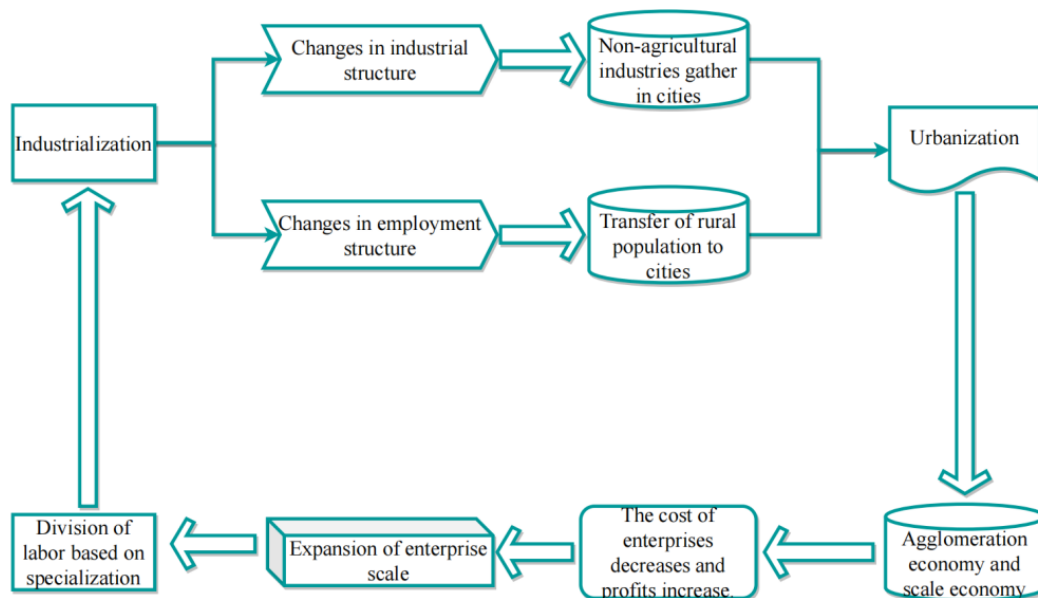 Industrialization
Changes in industrial
structure
Non-agricultural
industries gather
in cities
Urbanization
Changes in employment
structure
Transfer of rural
population to
cities
Division of
labor based on
specialization
Expansion of enterprise
scale
The cost of
enterprises
decreases and
profits increase.
Agglomeration
economy and
scale economy